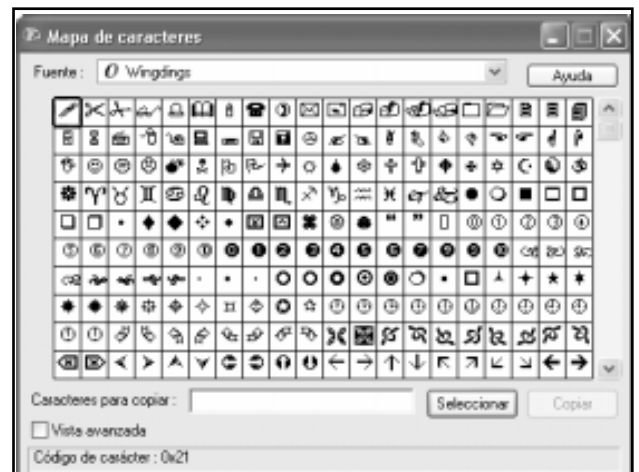 Mapa de caracteres
Fuente: Wingdings Ayuda
Caracteres para copiar: Seleccionar Copiar
Vista avanzada
Código de carácter : 0x21